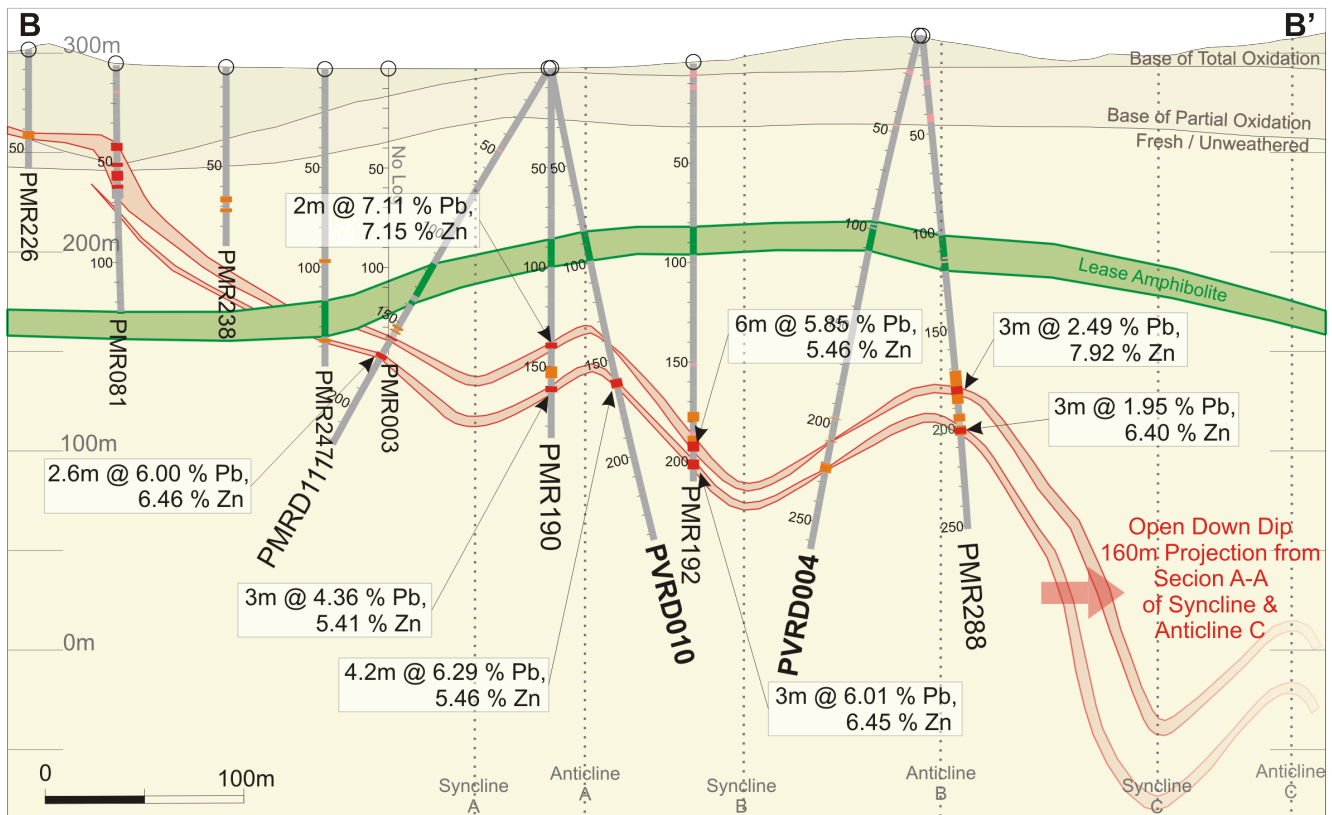 B
B'
300m
Base of Total Oxidation
Base of Partial Oxidation
Fresh / Unweathered
50
50
50
50
50
50
50
50
50
50
No Log
PMR226
2m @ 7.11 % Pb,
7.15 % Zn
200m
100
100
100
100
100
100
100
100
Lease Amphibolite
PMR081
PMR238
150
150
150
150
150
6m @ 5.85 % Pb,
5.46 % Zn
3m @ 2.49 % Pb,
7.92 % Zn
PMR247
PMR003
200
200
200
200
200
3m @ 1.95 % Pb,
6.40 % Zn
100m
2.6m @ 6.00 % Pb,
6.46 % Zn
PMRD111
PMR190
PMR192
250
250
PVRD010
PVRD004
PMR288
Open Down Dip
160m Projection from
Secion A-A
of Syncline &
Anticline C
3m @ 4.36 % Pb,
5.41 % Zn
0m
4.2m @ 6.29 % Pb,
5.46 % Zn
3m @ 6.01 % Pb,
6.45 % Zn
0
100m
Syncline
A
Anticline
A
Syncline
B
Anticline
B
Syncline
C
Anticline
C